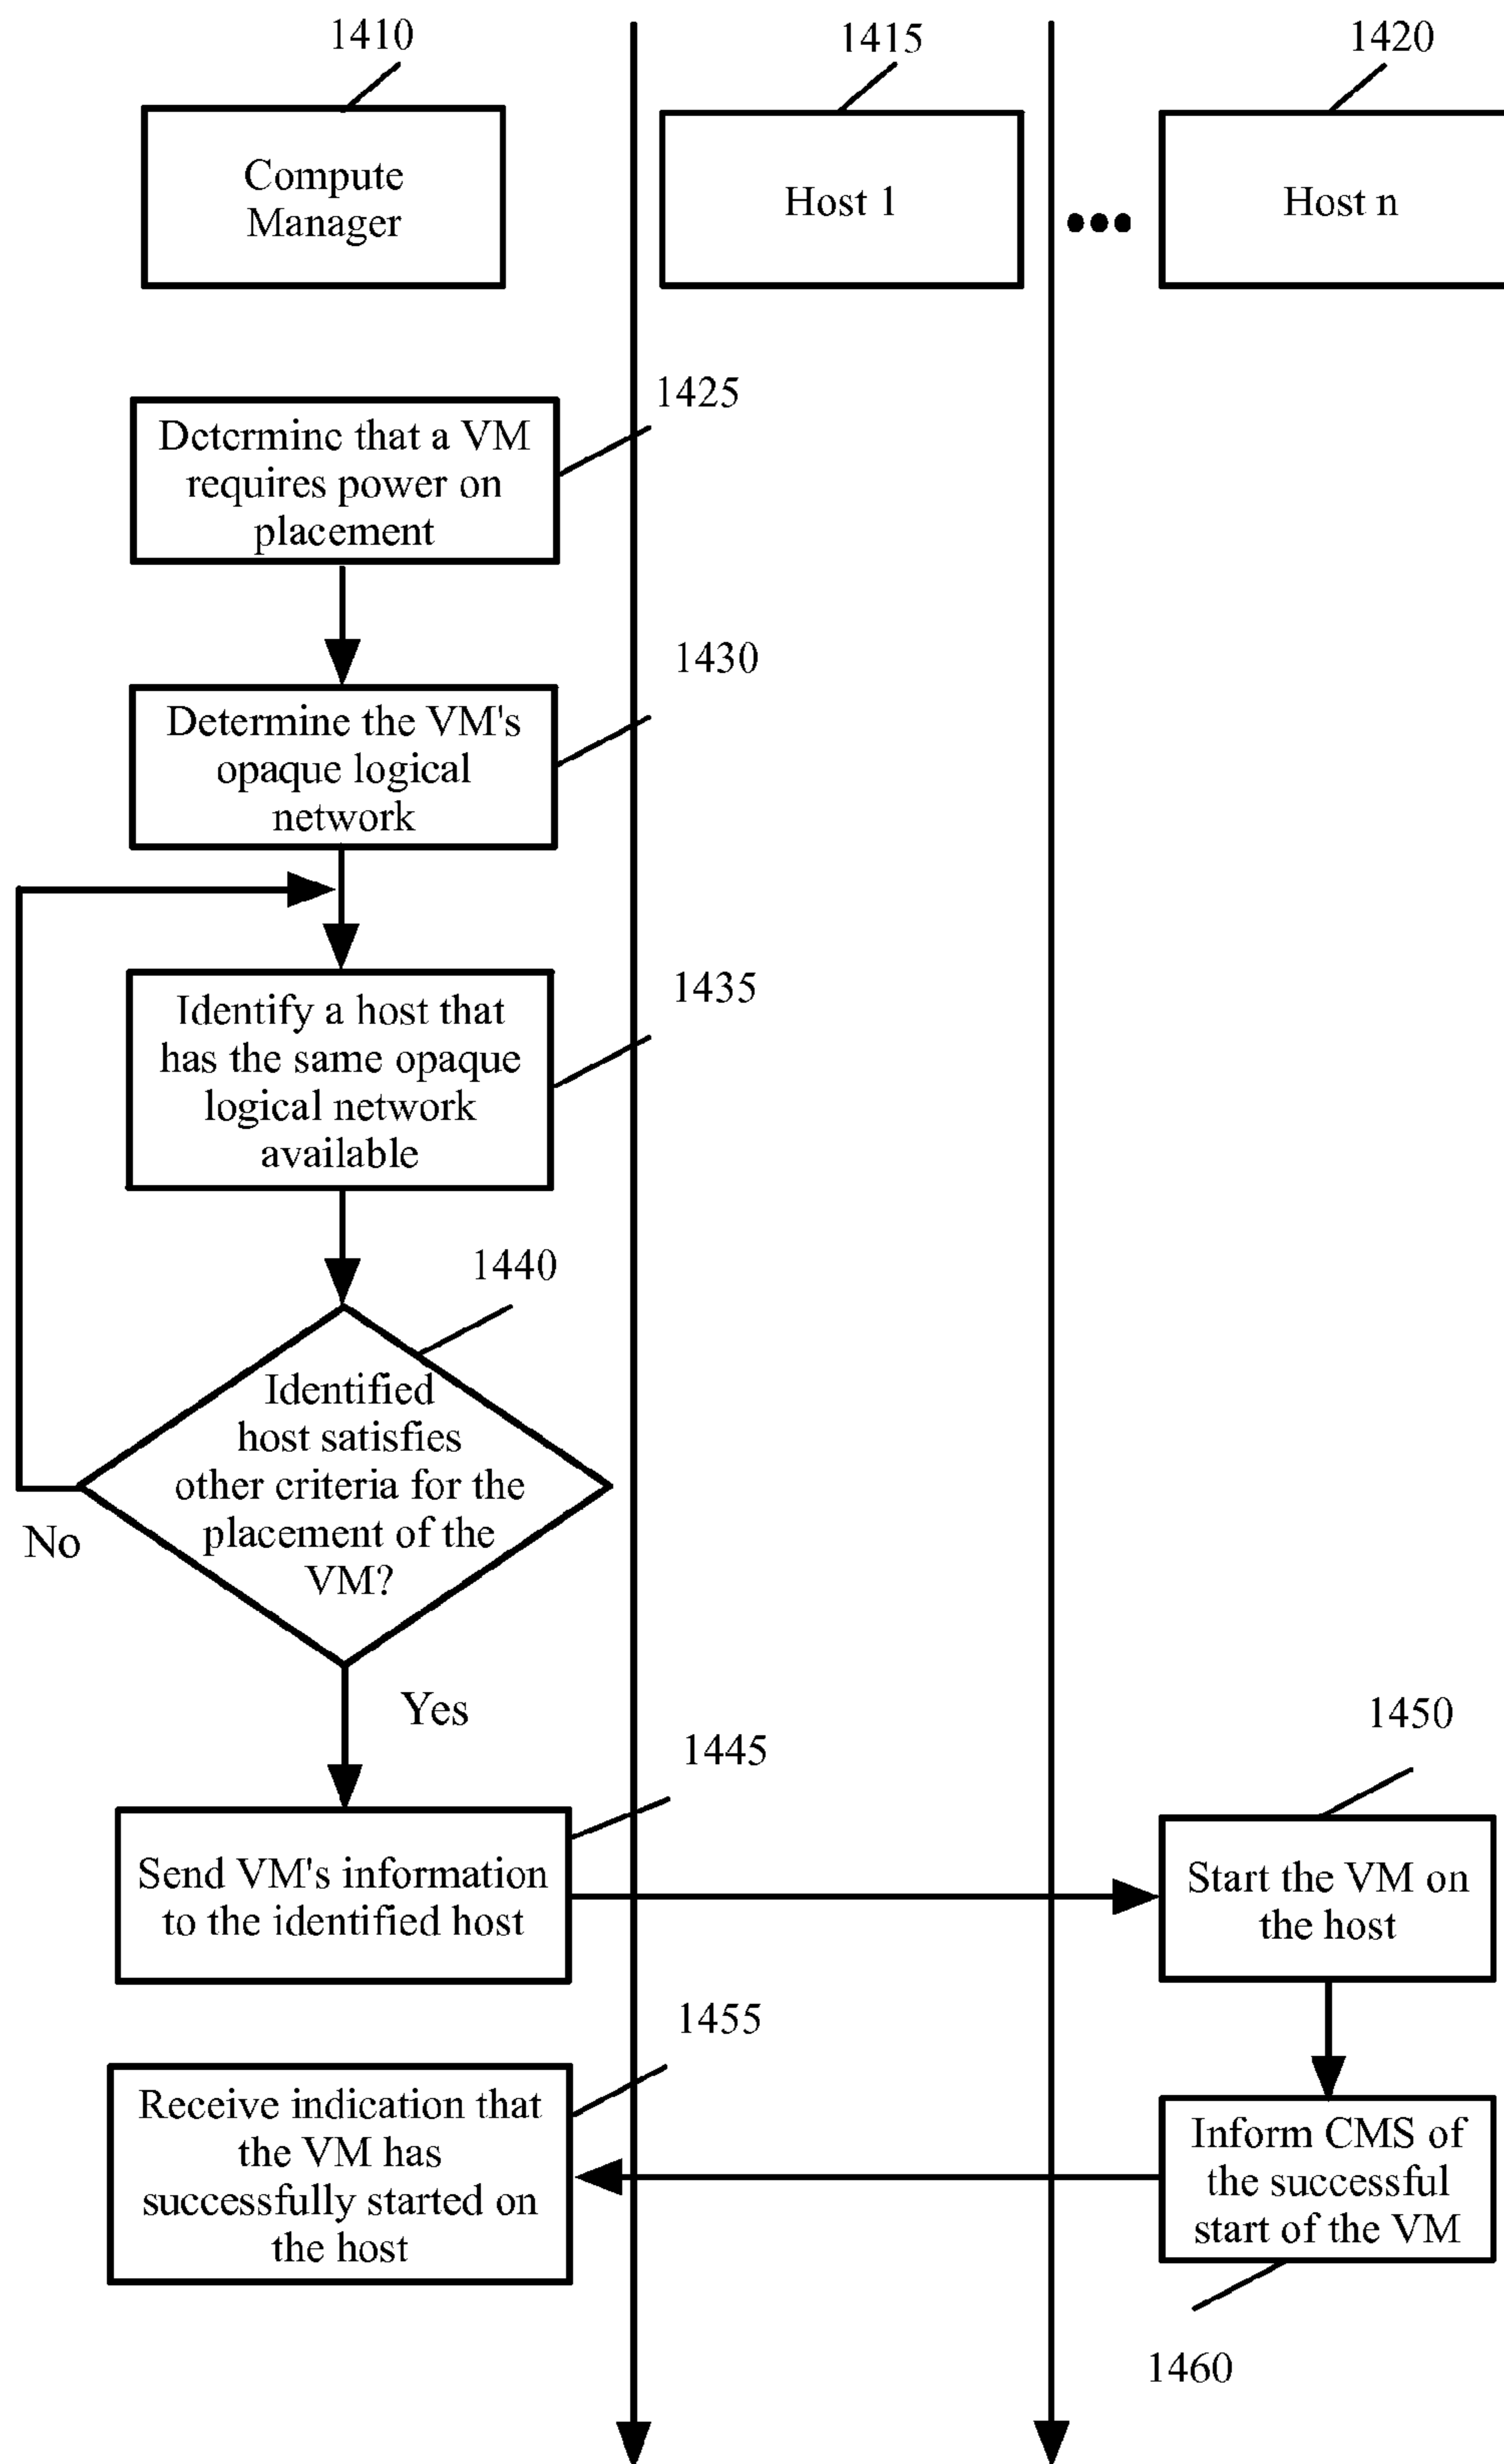 1410
1415
1420
Compute
Manager
Host 1
Host n
1425
Determine that a VM
requires power on
placement
1430
Determine the VM's
opaque logical
network
1435
Identify a host that
has the same opaque
logical network
available
1440
Identified
host satisfies
other criteria for the
placement of the
VM?
No
Yes
1445
1450
Send VM's information
to the identified host
Start the VM on
the host
1455
Receive indication that
the VM has
successfully started on
the host
Inform CMS of
the successful
start of the VM
1460